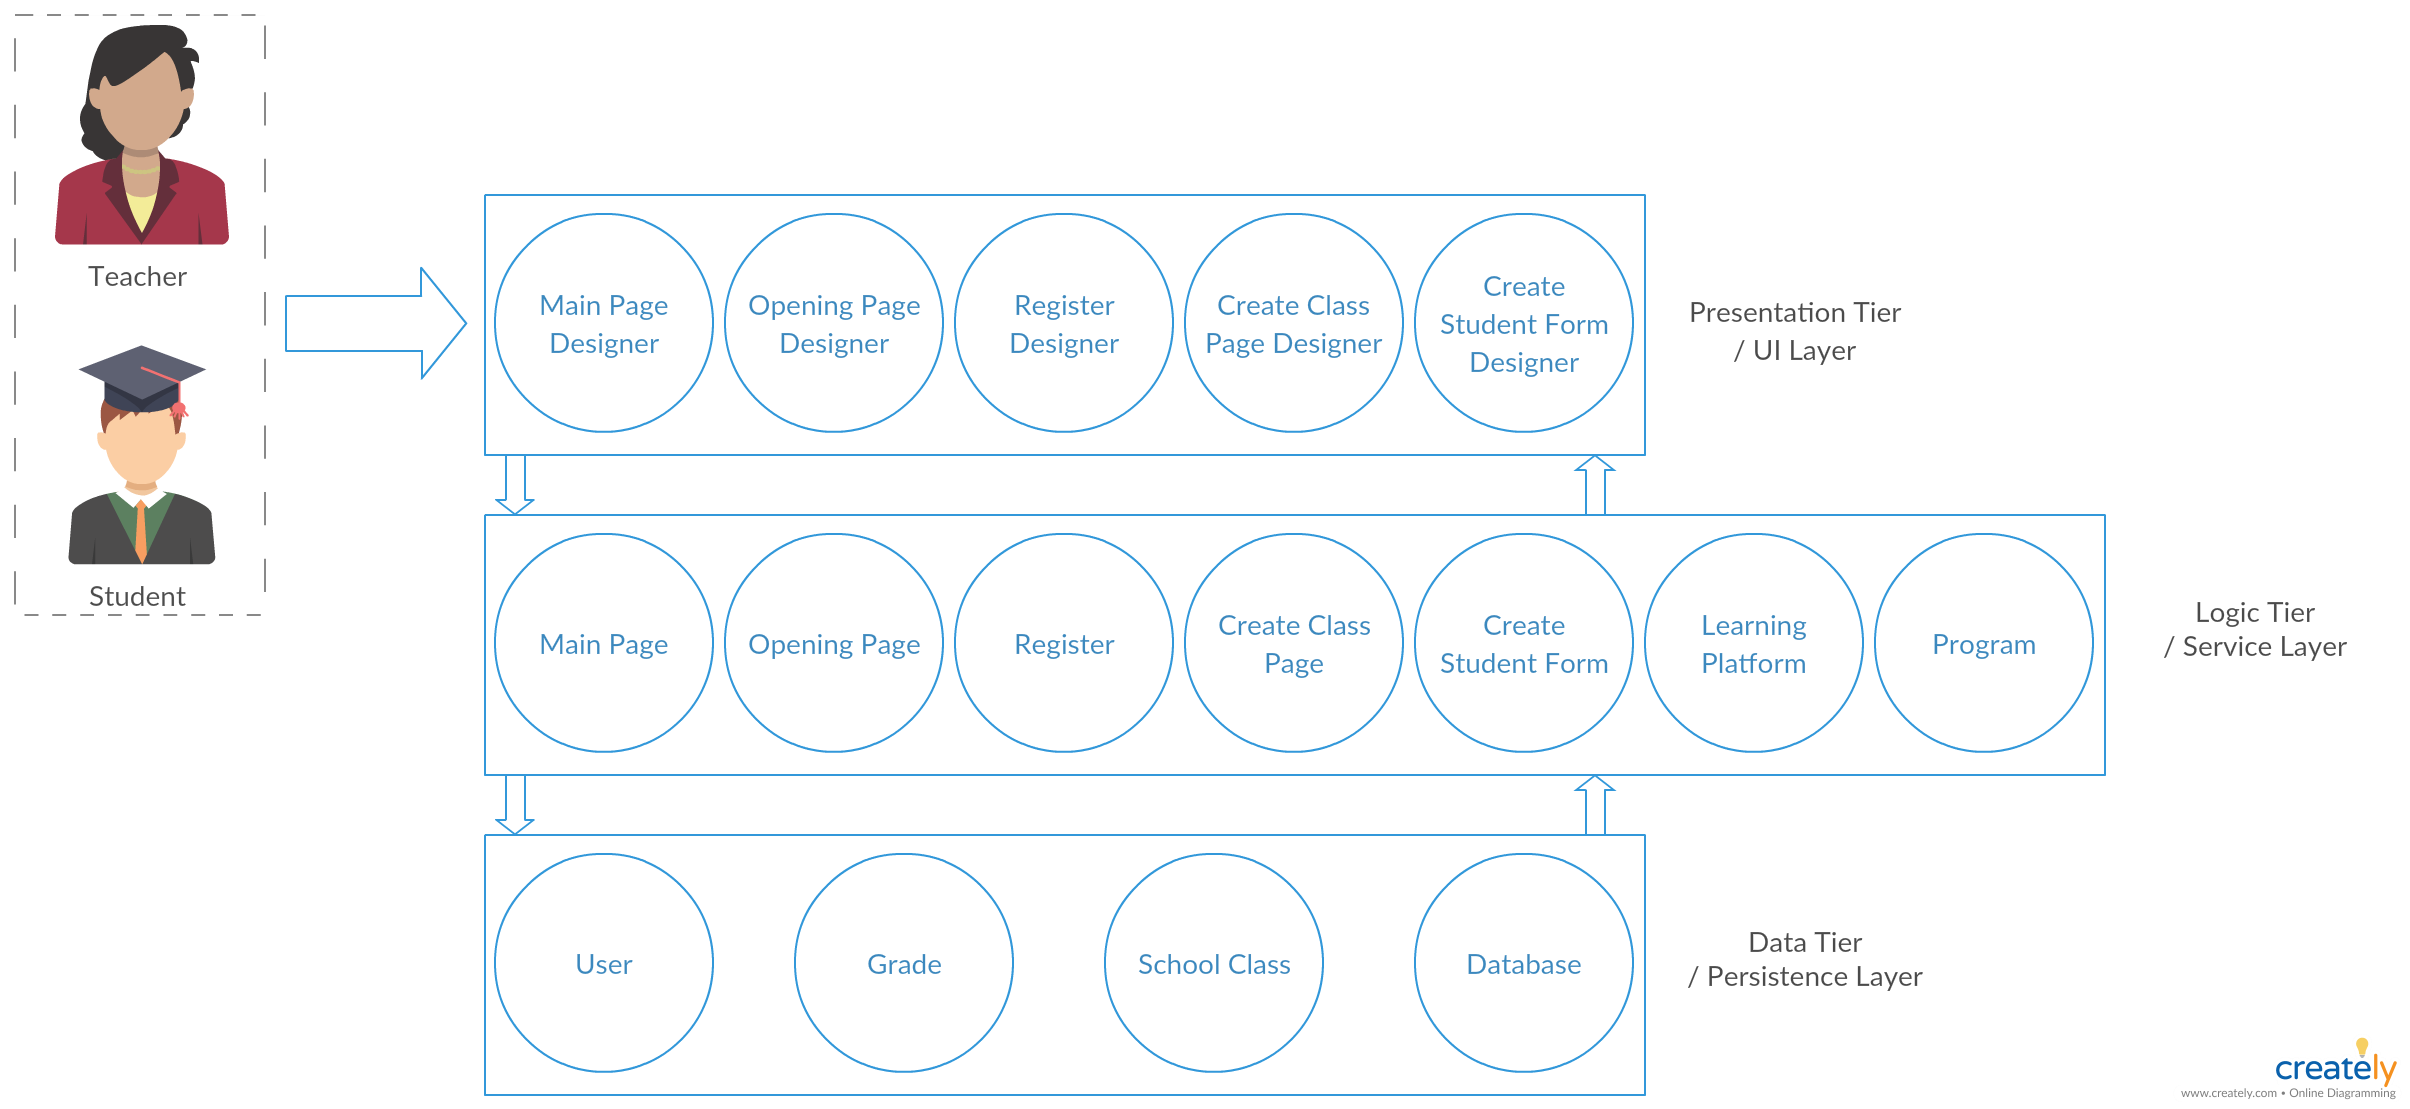 Teacher
Student
Main Page
Designer
Opening Page
Designer
Register
Designer
Create Class
Page Designer
Create
Student Form
Designer
Presentation Tier
/ UI Layer
Main Page
Opening Page
Register
Create Class
Page
Create
Student Form
Learning
Platform
Program
Logic Tier
/ Service Layer
User
Grade
School Class
Database
Data Tier
/ Persistence Layer
creately
www.creately.com • Online Diagramming